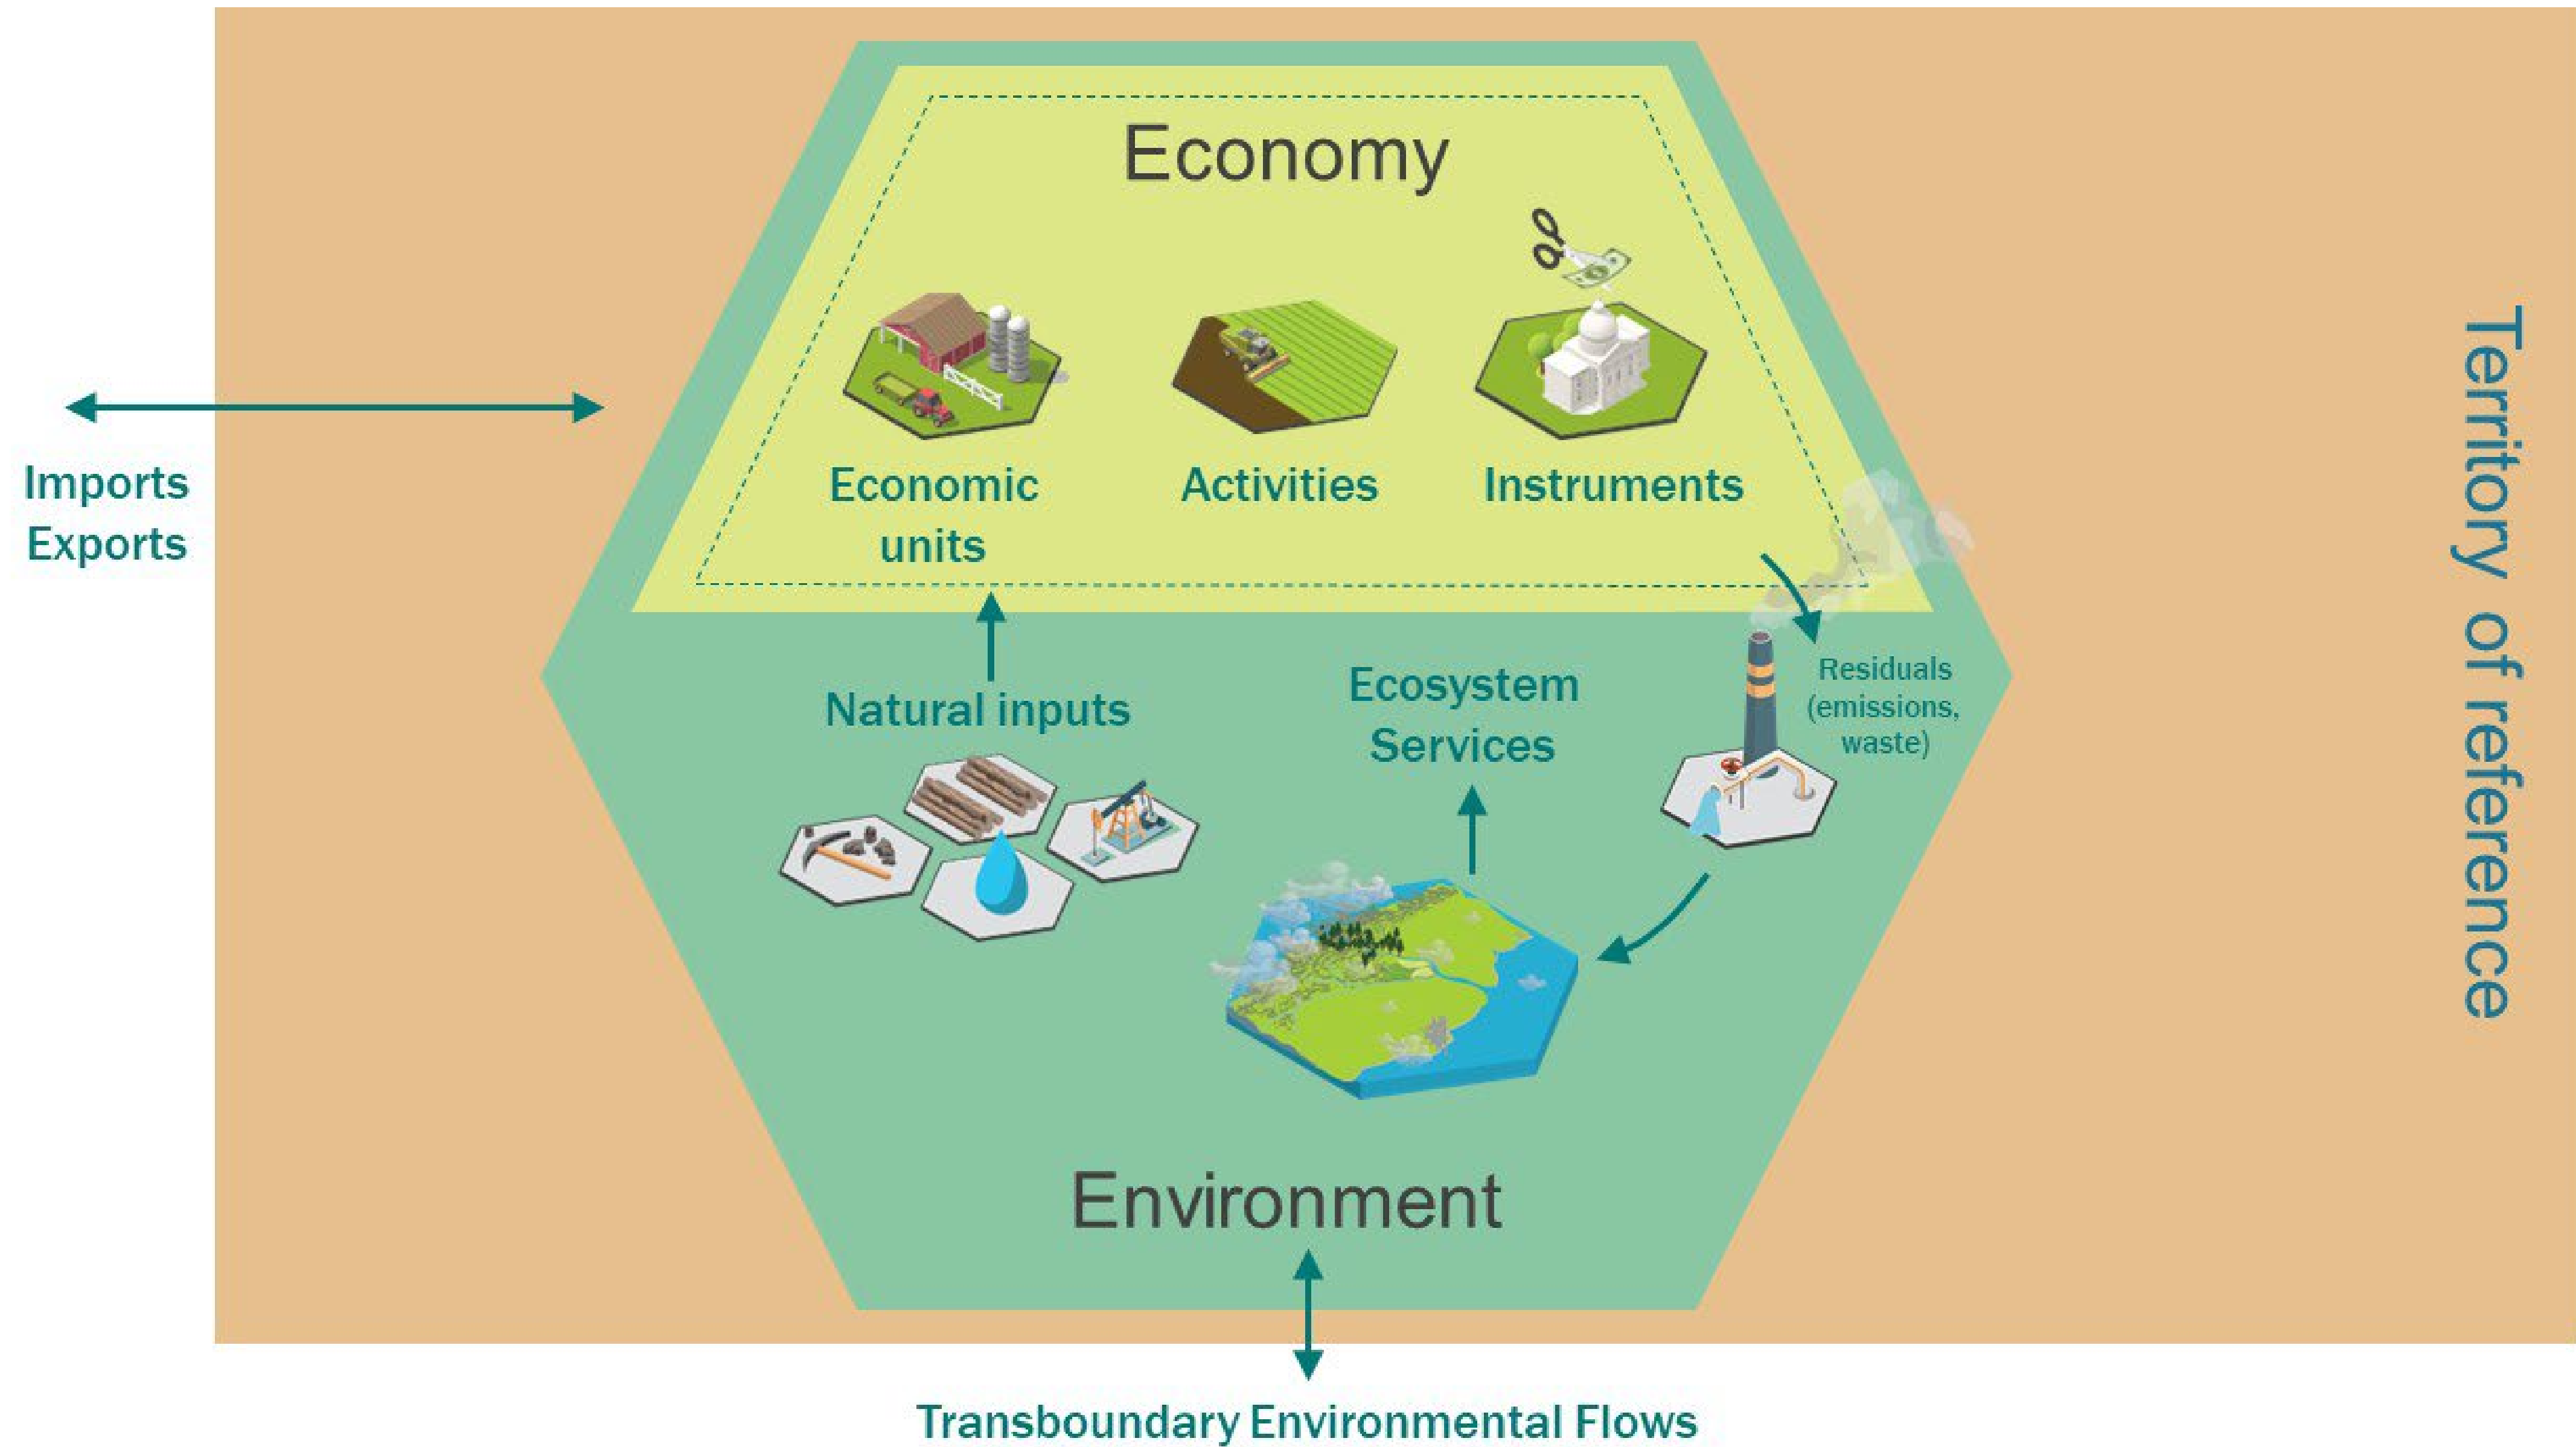 Economy
Economic
units
Activities
Instruments
Imports
Exports
Natural inputs
Ecosystem
Services
Residuals
(emissions,
waste)
Environment
Transboundary Environmental Flows
Territory of reference